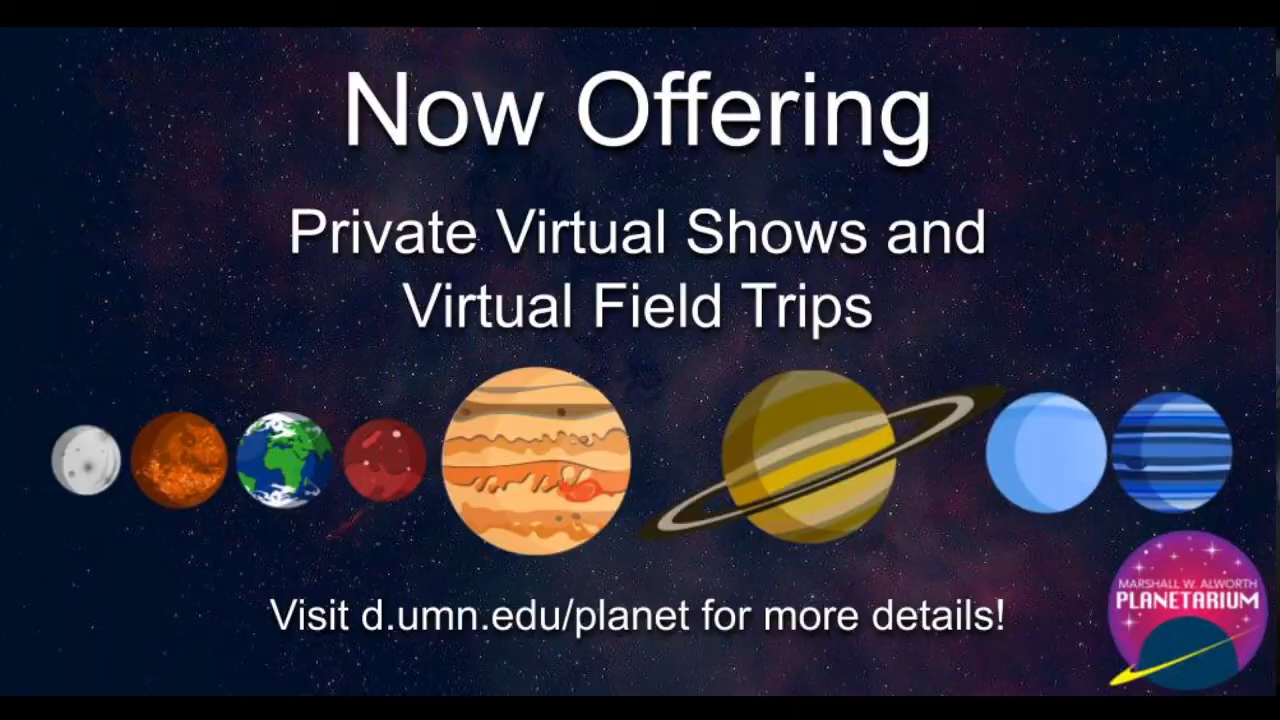 Now Offering
Private Virtual Shows and
Virtual Field Trips
Visit d.umn.edu/planet for more details!
MARSHALL W. ALWORTH
PLANETARIUM